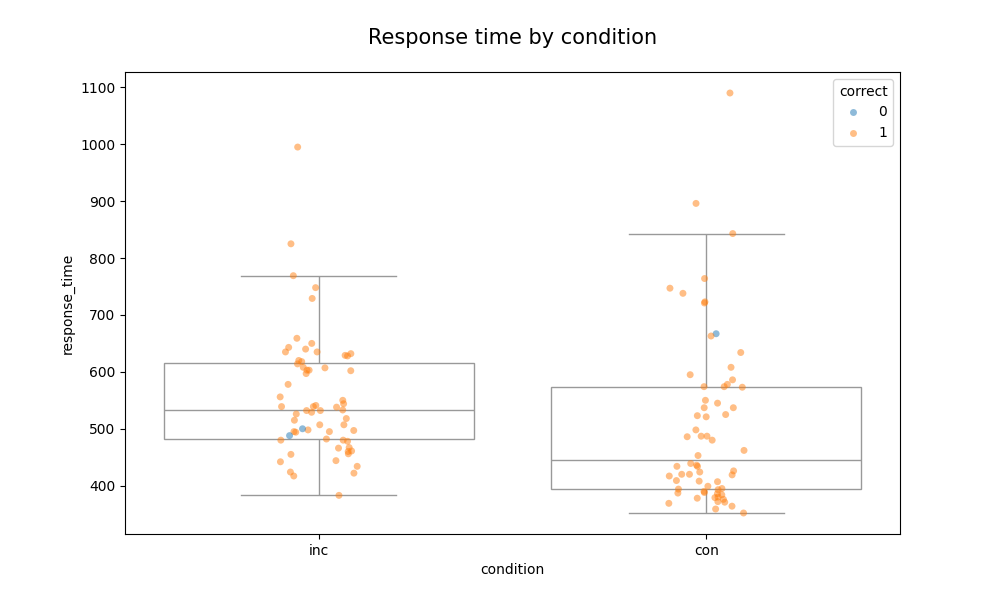 Response time by condition
correct
0
1
1100
1000
900
800
700
600
500
400
response_time
inc
con
condition